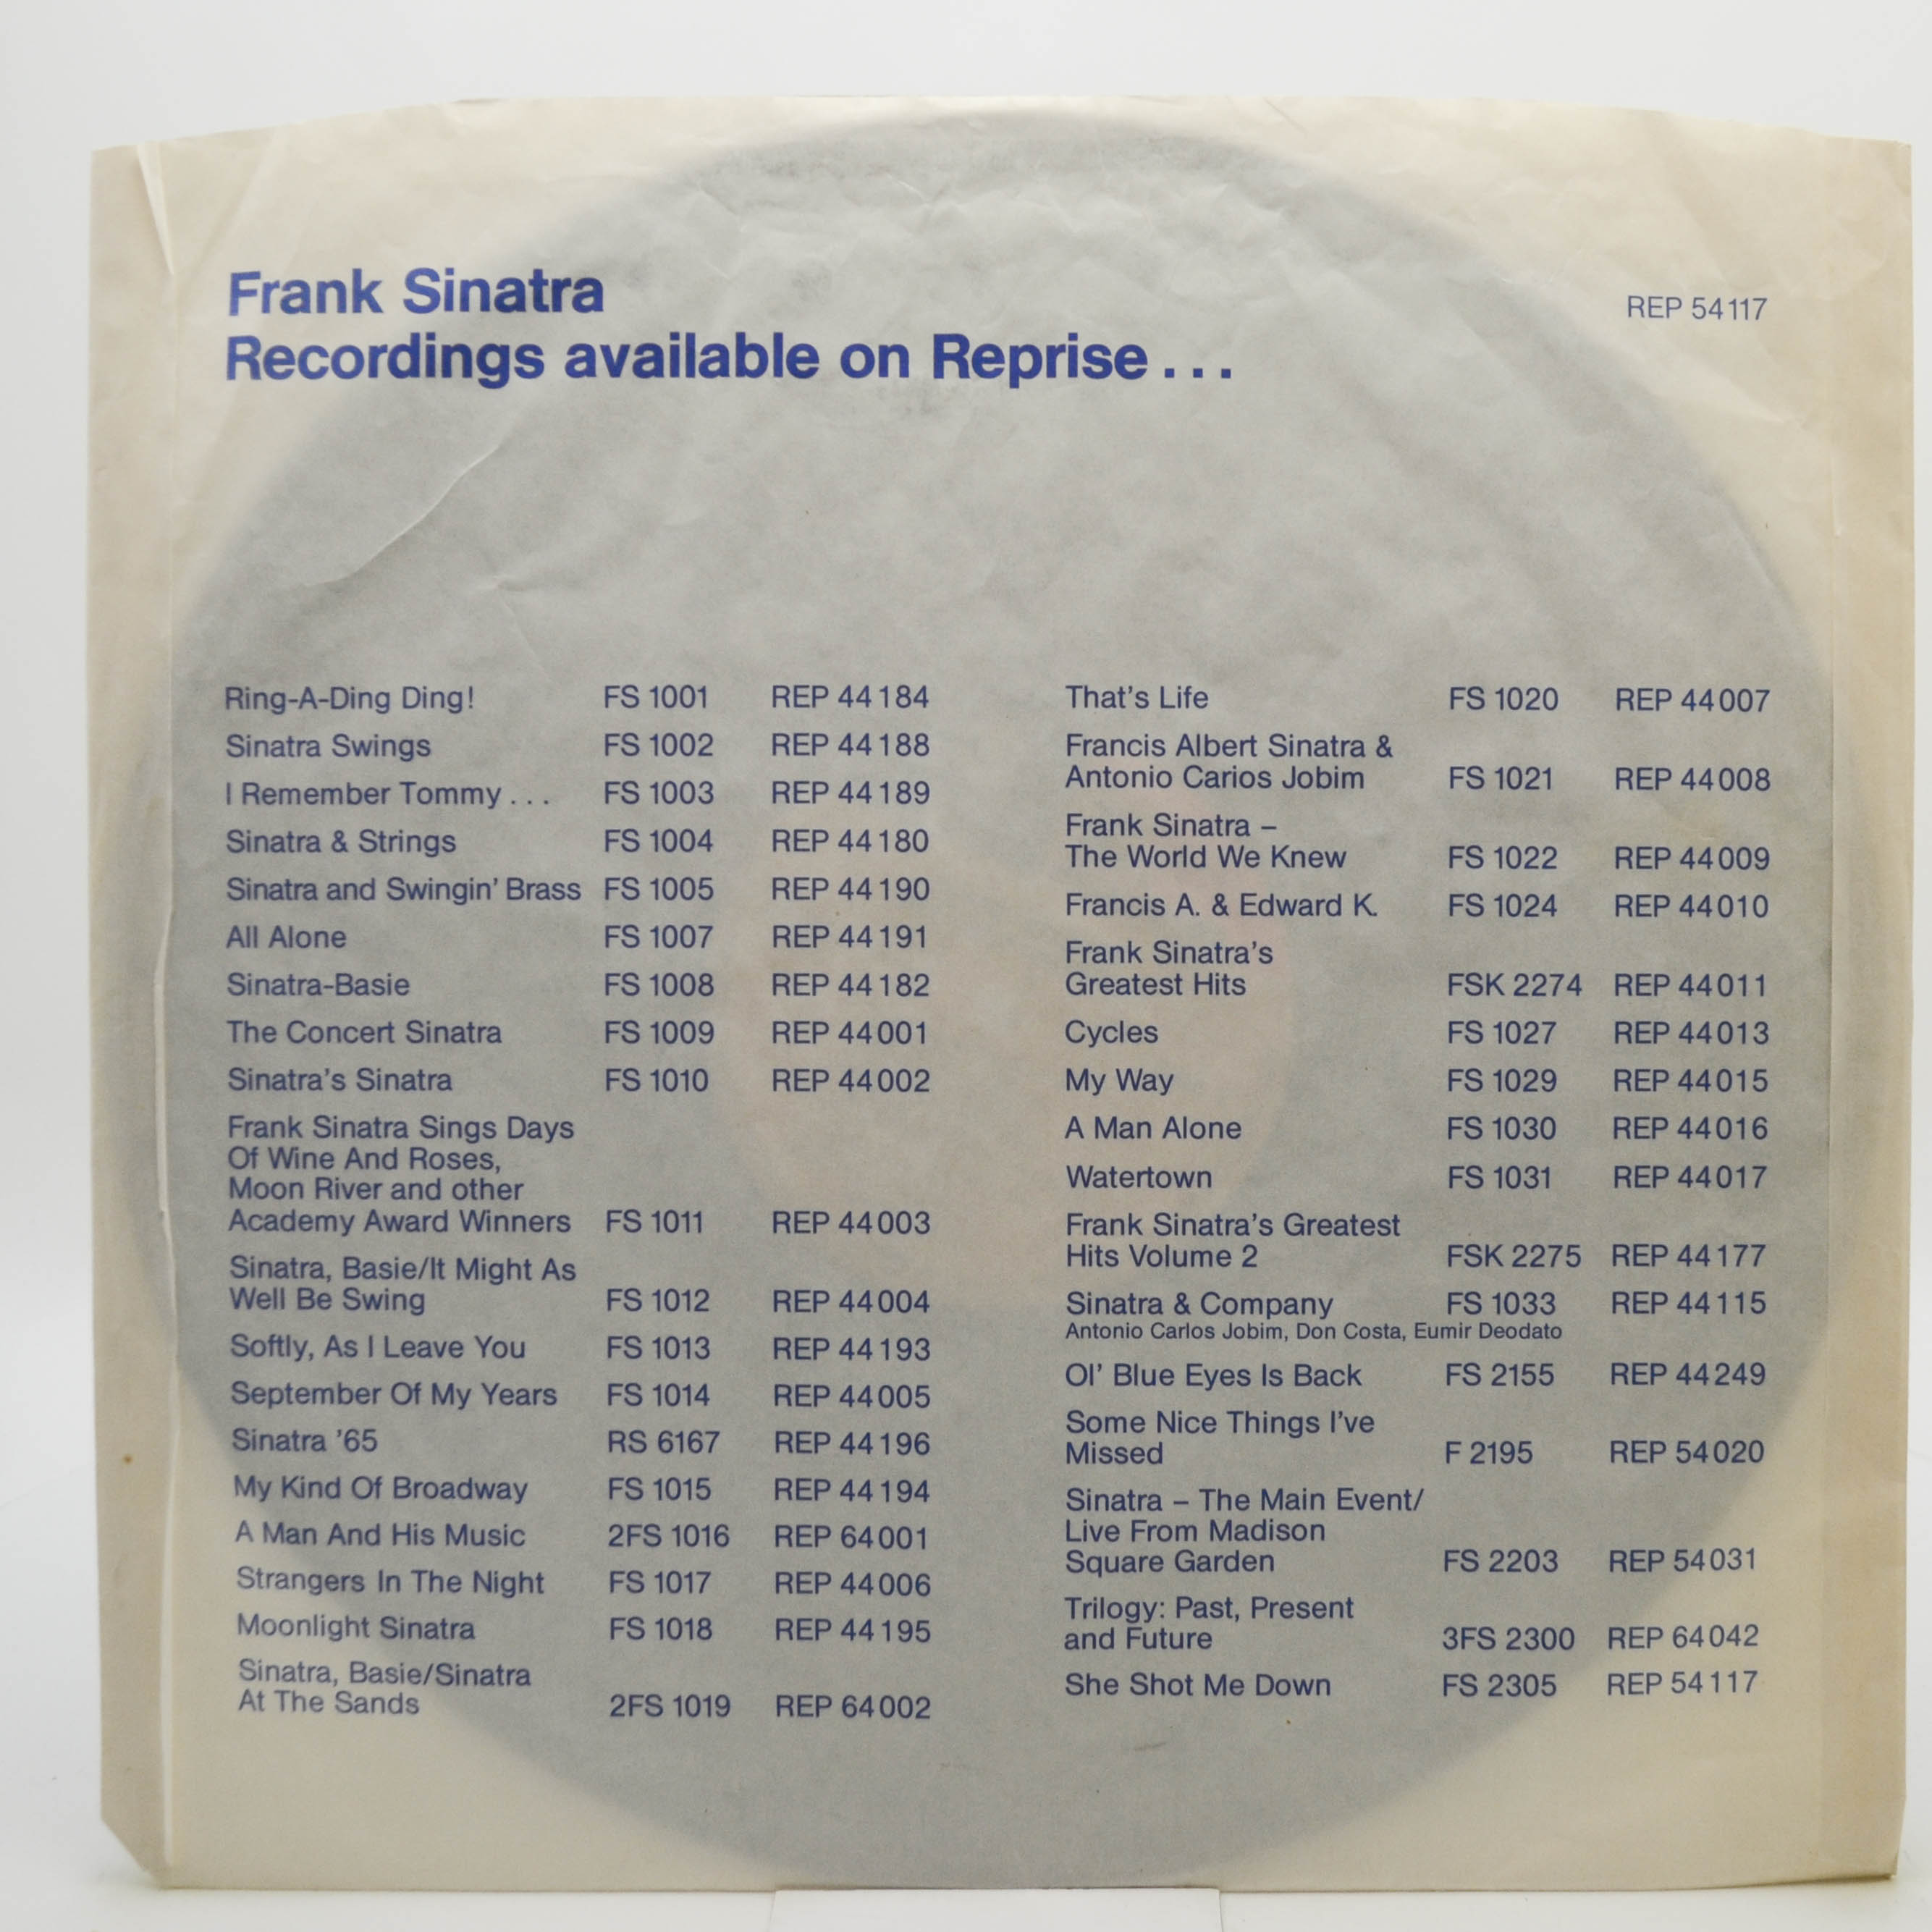 Frank Sinatra
Recordings available on Reprise...
REP 54117
Ring-A-Ding Ding! FS 1001 REP 44184
Sinatra Swings FS 1002 REP 44188
I Remember Tommy... FS 1003 REP 44189
Sinatra & Strings FS 1004 REP 44180
Sinatra and Swingin' Brass FS 1005 REP 44190
All Alone FS 1007 REP 44191
Sinatra-Basie FS 1008 REP 44182
The Concert Sinatra FS 1009 REP 44001
Sinatra's Sinatra FS 1010 REP 44002
Frank Sinatra Sings Days
Of Wine And Roses,
Moon River and other
Academy Award Winners FS 1011 REP 44003
Sinatra, Basie/It Might As
Well Be Swing FS 1012 REP 44004
Softly, As I Leave You FS 1013 REP 44193
September Of My Years FS 1014 REP 44005
Sinatra '65 RS 6167 REP 44196
My Kind Of Broadway FS 1015 REP 44194
A Man And His Music 2FS 1016 REP 64001
Strangers In The Night FS 1017 REP 44006
Moonlight Sinatra FS 1018 REP 44195
Sinatra, Basie/Sinatra
At The Sands 2FS 1019 REP 64002
That's Life FS 1020 REP 44007
Francis Albert Sinatra &
Antonio Carios Jobim FS 1021 REP 44008
Frank Sinatra –
The World We Knew FS 1022 REP 44009
Francis A. & Edward K. FS 1024 REP 44010
Frank Sinatra's
Greatest Hits FSK 2274 REP 44011
Cycles FS 1027 REP 44013
My Way FS 1029 REP 44015
A Man Alone FS 1030 REP 44016
Watertown FS 1031 REP 44017
Frank Sinatra's Greatest
Hits Volume 2 FSK 2275 REP 44177
Sinatra & Company FS 1033 REP 44115
Antonio Carlos Jobim, Don Costa, Eumir Deodato
Ol' Blue Eyes Is Back FS 2155 REP 44249
Some Nice Things I've
Missed F 2195 REP 54020
Sinatra – The Main Event/
Live From Madison
Square Garden FS 2203 REP 54031
Trilogy: Past, Present
and Future 3FS 2300 REP 64042
She Shot Me Down FS 2305 REP 54117